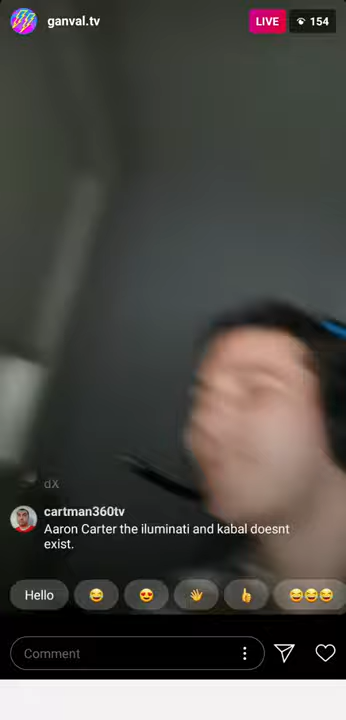 ganval.tv
LIVE
154
dX
cartman360tv
Aaron Carter the iluminati and kabal doesnt
exist.
Hello
Comment